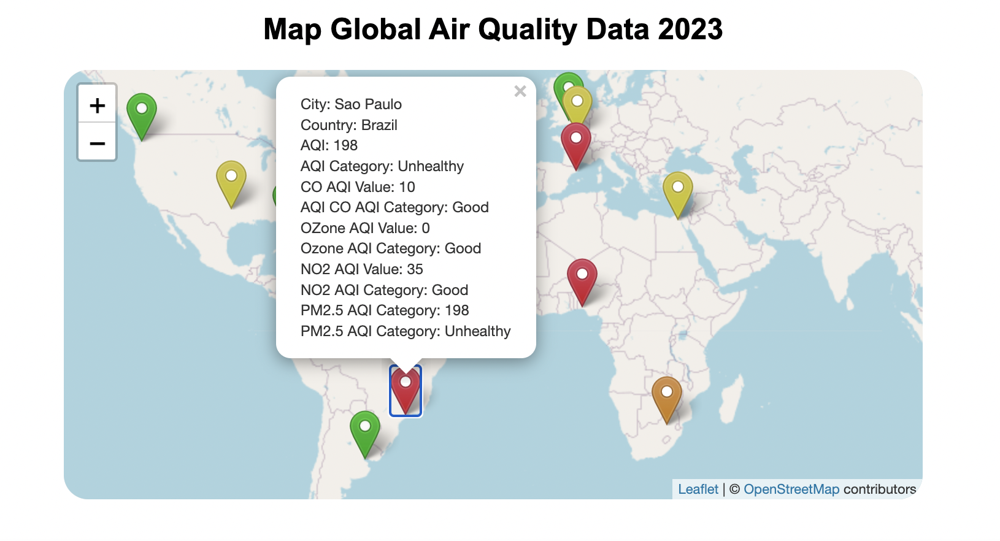 Map Global Air Quality Data 2023
+
−
×
City: Sao Paulo
Country: Brazil
AQI: 198
AQI Category: Unhealthy
CO AQI Value: 10
AQI CO AQI Category: Good
OZone AQI Value: 0
Ozone AQI Category: Good
NO2 AQI Value: 35
NO2 AQI Category: Good
PM2.5 AQI Category: 198
PM2.5 AQI Category: Unhealthy
Leaflet | © OpenStreetMap contributors